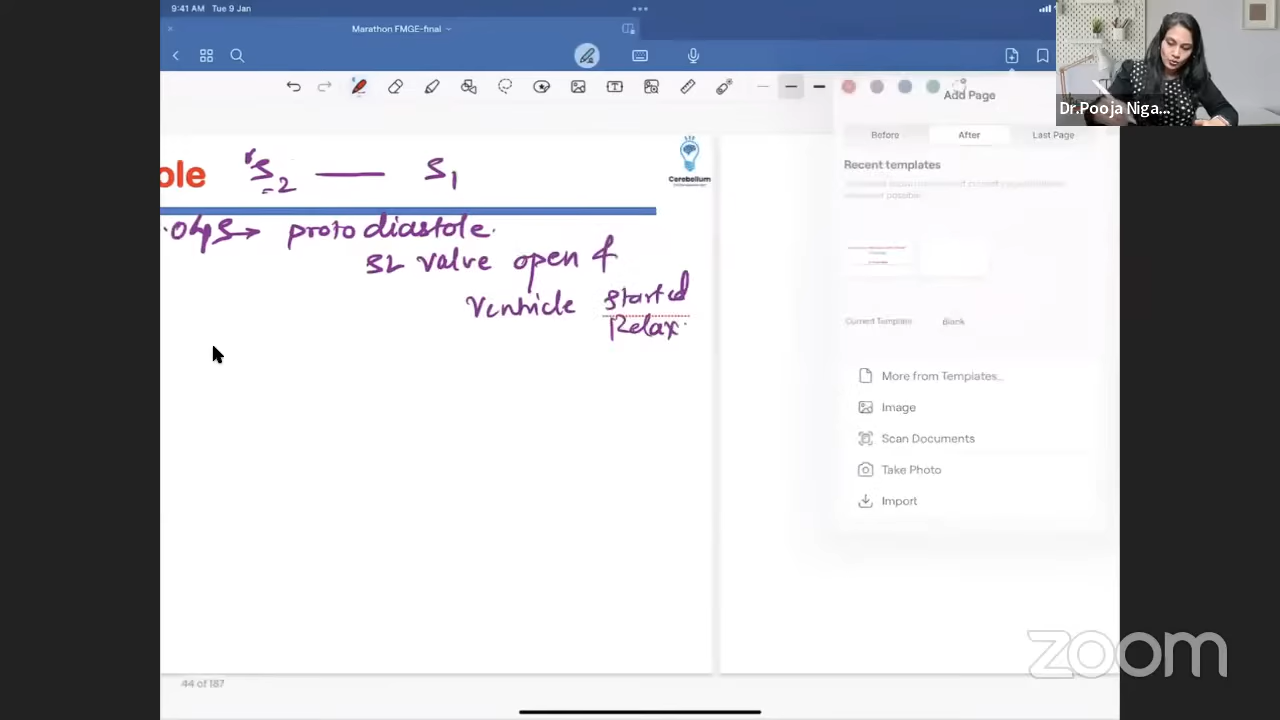 9:41 AM Tue 9 Jan
Marathon FMGE-final
Add Page
Dr.Pooja Niga...
Before After Last Page
ole S2 — S1
Cerebellum
Recent templates
.04s → protodiastole.
SL valve open &
ventricle started
Relax.
Current Template Blank
More from Templates...
Image
Scan Documents
Take Photo
Import
zoom
44 of 187